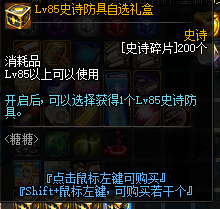 Lv85史诗防具自选礼盒
史诗
[史诗碎片]200个
消耗品
Lv85以上可以使用
开启后，可以选择获得1个Lv85史诗防
具。
<糖糖>
『点击鼠标左键可购买』
『Shift+鼠标左键，可购买若干个』